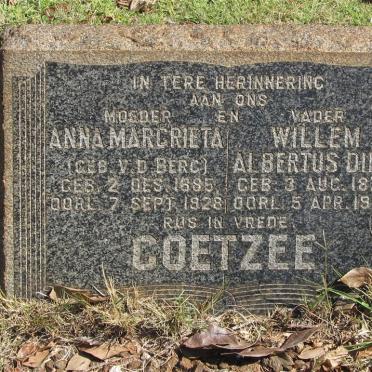 IN TERE HERINNERING
AAN ONS
MOEDER EN VADER
ANNA MARGRIETA WILLEM
(GEB. V.D. BERG) ALBERTUS
GEB. 2 DES. 1885, GEB. 3 AUG.
OORL. 7 SEPT. 1928 OORL. 5 APR.
RUS IN VREDE
COETZEE